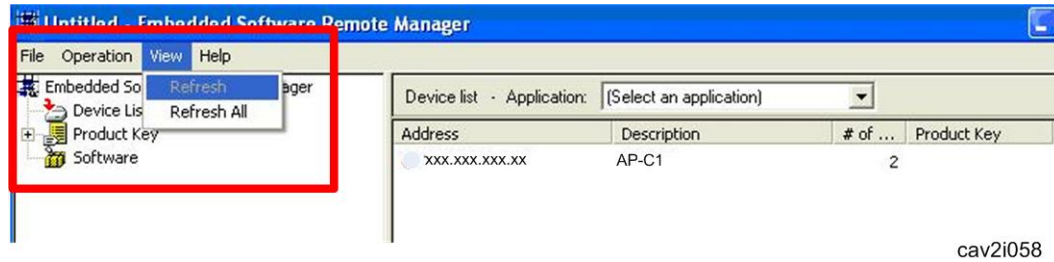 Untitled - Embedded Software Remote Manager
File Operation View Help
Embedded So ager
Refresh
Refresh All
Device Lis
Product Key
Software
Device list - Application: (Select an application)
Address Description # of ... Product Key
xxx.xxx.xxx.xx AP-C1 2
cav2i058